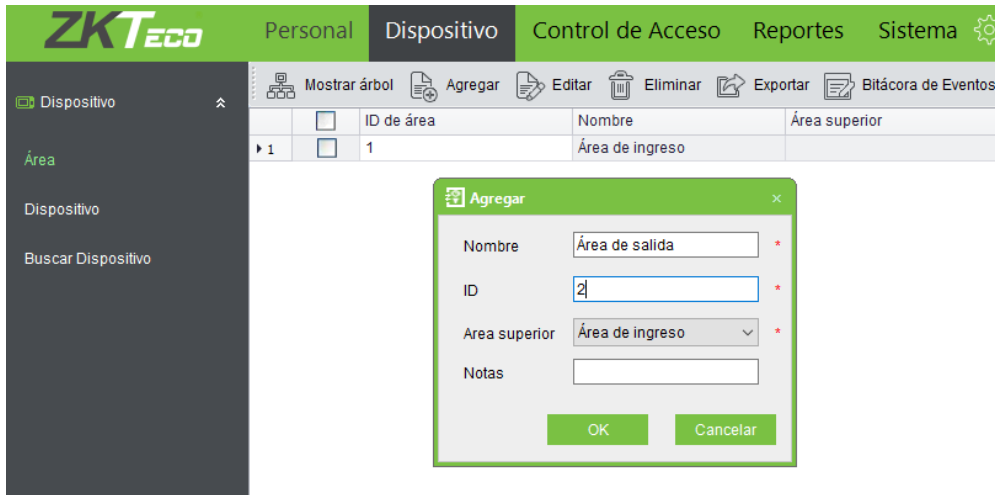 ZKTeco
Personal Dispositivo Control de Acceso Reportes Sistema
Dispositivo
Mostrar árbol Agregar Editar Eliminar Exportar Bitácora de Eventos
ID de área Nombre Área superior
1 1 Área de ingreso
Área
Dispositivo
Buscar Dispositivo
Agregar
Nombre Área de salida *
ID 2 *
Area superior Área de ingreso *
Notas
OK Cancelar